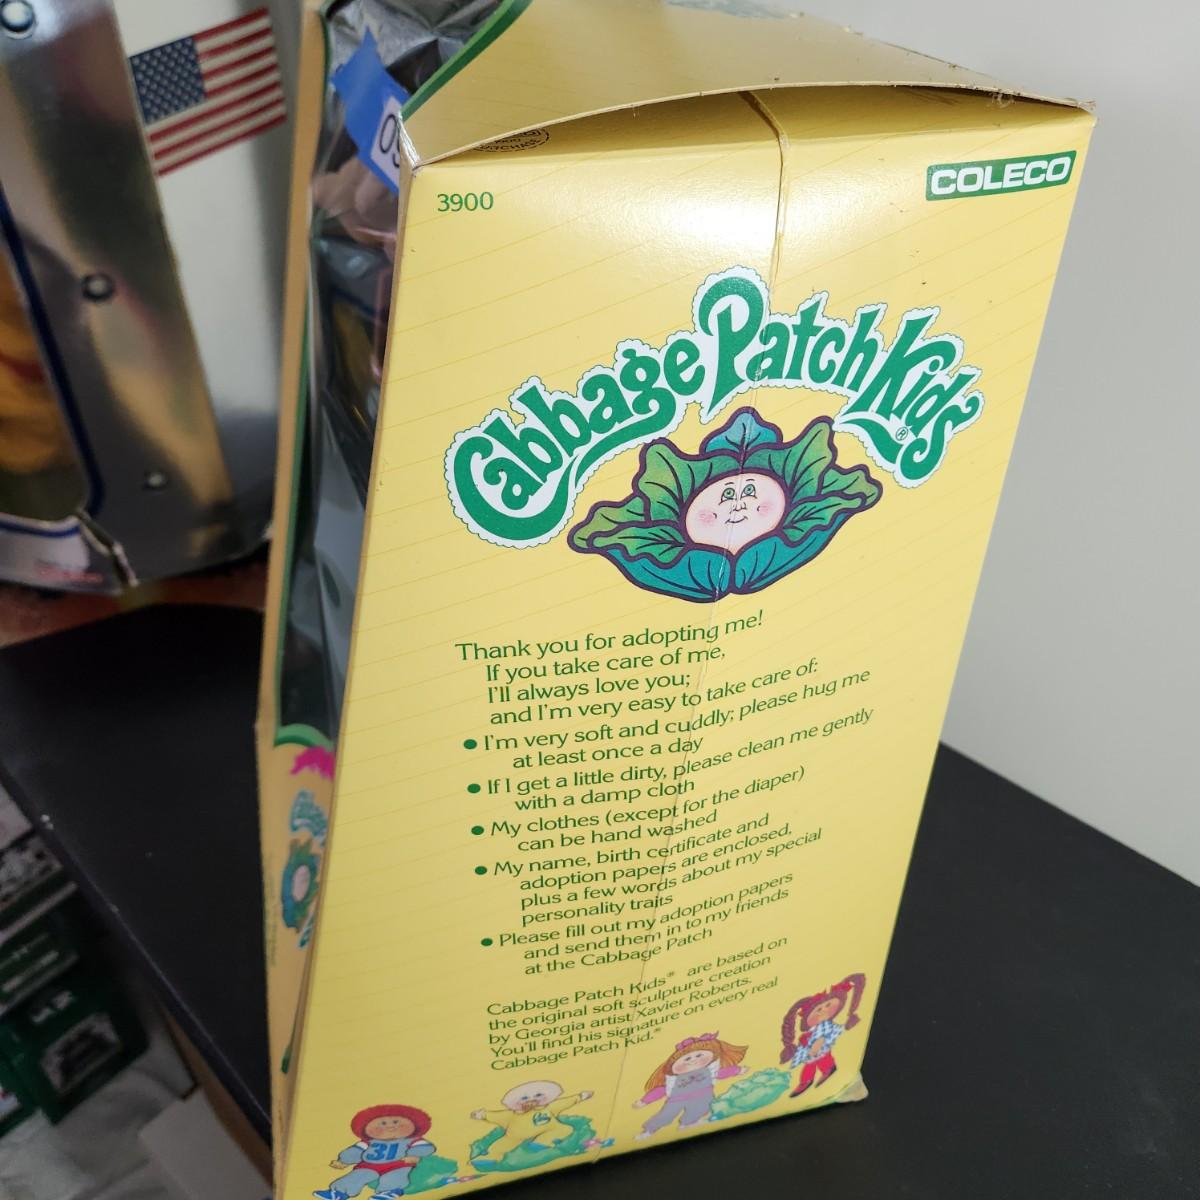 3900
COLECO
Cabbage Patch Kids®
Thank you for adopting me!
If you take care of me,
I'll always love you;
and I'm very easy to take care of:
• I'm very soft and cuddly; please hug me
at least once a day
• If I get a little dirty, please clean me gently
with a damp cloth
• My clothes (except for the diaper)
can be hand washed
• My name, birth certificate and
adoption papers are enclosed,
plus a few words about my special
personality traits
• Please fill out my adoption papers
and send them in to my friends
at the Cabbage Patch
Cabbage Patch Kids® are based on
the original soft sculpture creation
by Georgia artist Xavier Roberts.
You'll find his signature on every real
Cabbage Patch Kid.®
31